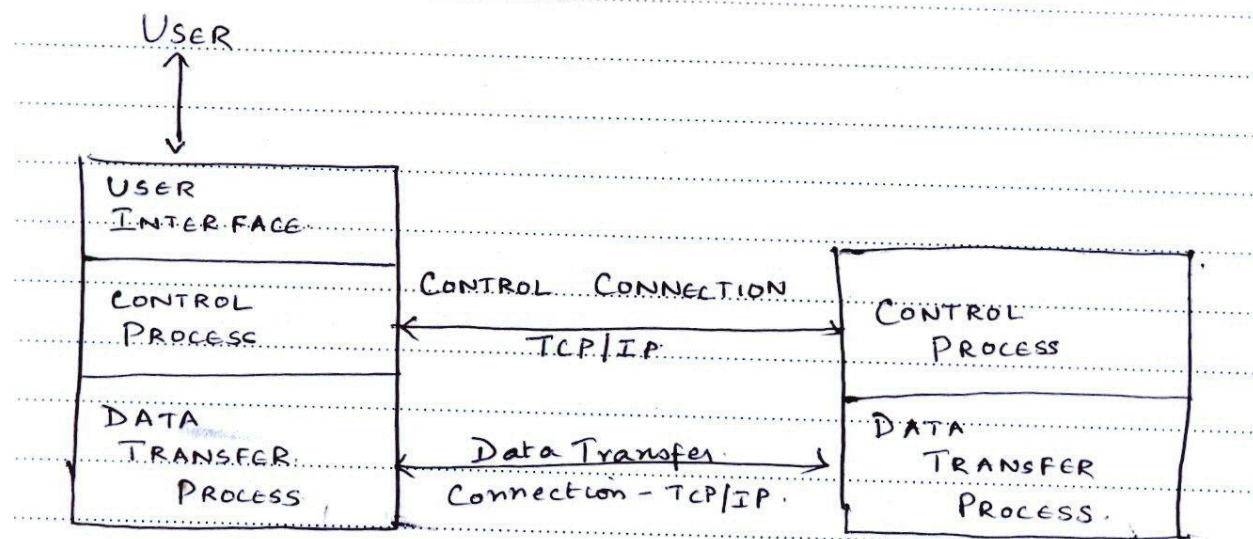 USER
USER
INTERFACE
CONTROL
PROCESS
CONTROL CONNECTION
TCP/IP
CONTROL
PROCESS
DATA
TRANSFER
PROCESS
Data Transfer
Connection - TCP/IP.
DATA
TRANSFER
PROCESS.